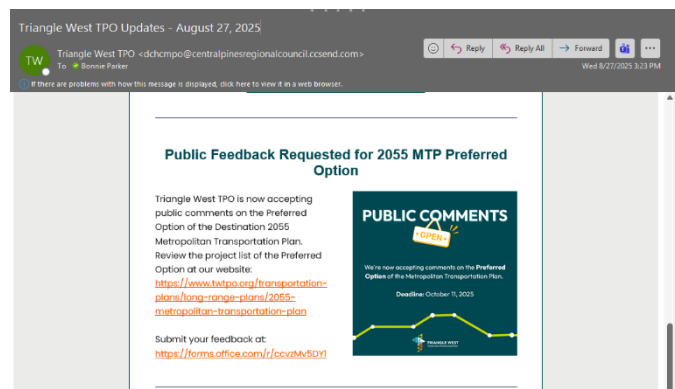 Triangle West TPO Updates - August 27, 2025
TW
Triangle West TPO <dchcmpo@centralpinesregionalcouncil.ccsend.com>
To Bonnie Parker
Reply
Reply All
Forward
Wed 8/27/2025 3:23 PM
If there are problems with how this message is displayed, click here to view it in a web browser.
Public Feedback Requested for 2055 MTP Preferred
Option
Triangle West TPO is now accepting
public comments on the Preferred
Option of the Destination 2055
Metropolitan Transportation Plan.
Review the project list of the Preferred
Option at our website:
https://www.twtpo.org/transportation-
plans/long-range-plans/2055-
metropolitan-transportation-plan
Submit your feedback at:
https://forms.office.com/r/ccvzMv5DYl
PUBLIC COMMENTS
OPEN
We're now accepting comments on the Preferred
Option of the Metropolitan Transportation Plan.
Deadline: October 11, 2025
TRIANGLE WEST